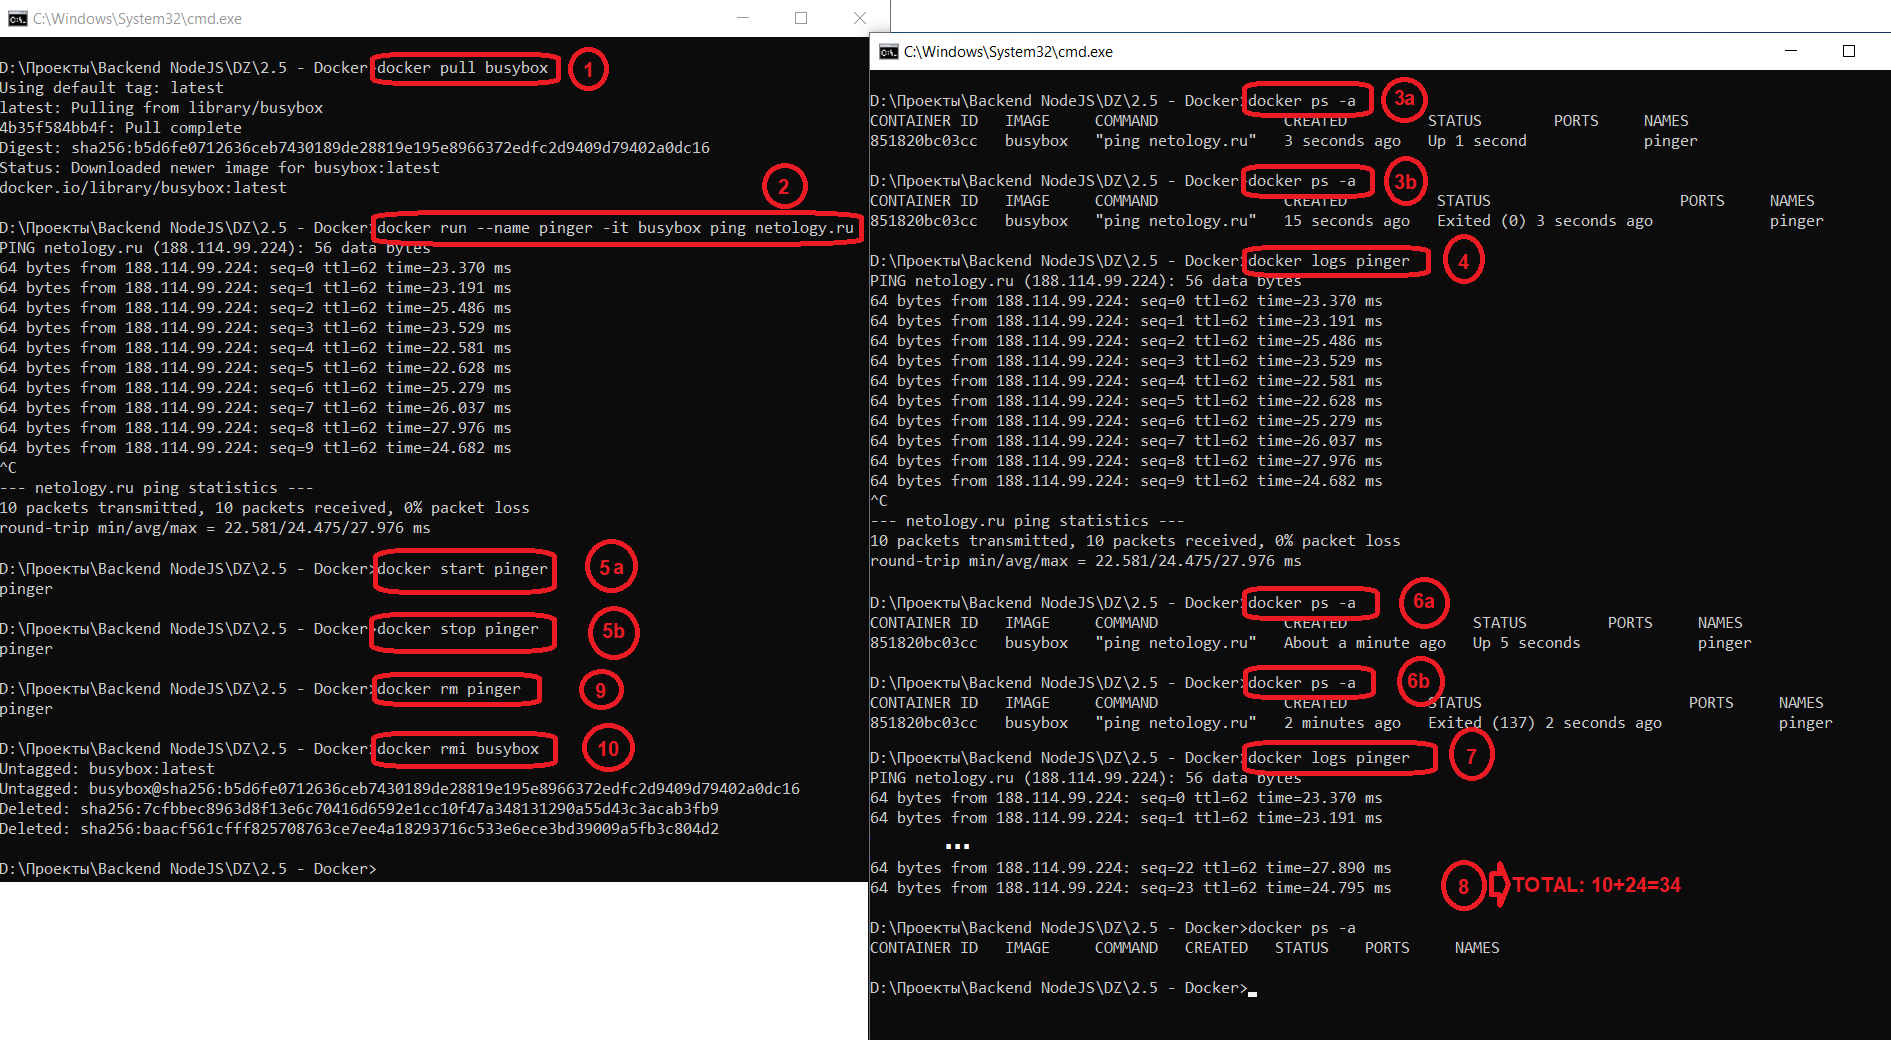 C:\Windows\System32\cmd.exe
D:\Проекты\Backend NodeJS\DZ\2.5 - Docker>docker pull busybox 1
Using default tag: latest
latest: Pulling from library/busybox
4b35f584bb4f: Pull complete
Digest: sha256:b5d6fe0712636ceb7430189de28819e195e8966372edfc2d9409d79402a0dc16
Status: Downloaded newer image for busybox:latest
docker.io/library/busybox:latest
2
D:\Проекты\Backend NodeJS\DZ\2.5 - Docker>docker run --name pinger -it busybox ping netology.ru
PING netology.ru (188.114.99.224): 56 data bytes
64 bytes from 188.114.99.224: seq=0 ttl=62 time=23.370 ms
64 bytes from 188.114.99.224: seq=1 ttl=62 time=23.191 ms
64 bytes from 188.114.99.224: seq=2 ttl=62 time=25.486 ms
64 bytes from 188.114.99.224: seq=3 ttl=62 time=23.529 ms
64 bytes from 188.114.99.224: seq=4 ttl=62 time=22.581 ms
64 bytes from 188.114.99.224: seq=5 ttl=62 time=22.628 ms
64 bytes from 188.114.99.224: seq=6 ttl=62 time=25.279 ms
64 bytes from 188.114.99.224: seq=7 ttl=62 time=26.037 ms
64 bytes from 188.114.99.224: seq=8 ttl=62 time=27.976 ms
64 bytes from 188.114.99.224: seq=9 ttl=62 time=24.682 ms
^C
--- netology.ru ping statistics ---
10 packets transmitted, 10 packets received, 0% packet loss
round-trip min/avg/max = 22.581/24.475/27.976 ms
D:\Проекты\Backend NodeJS\DZ\2.5 - Docker>docker start pinger 5a
pinger
D:\Проекты\Backend NodeJS\DZ\2.5 - Docker>docker stop pinger 5b
pinger
D:\Проекты\Backend NodeJS\DZ\2.5 - Docker>docker rm pinger 9
pinger
D:\Проекты\Backend NodeJS\DZ\2.5 - Docker>docker rmi busybox 10
Untagged: busybox:latest
Untagged: busybox@sha256:b5d6fe0712636ceb7430189de28819e195e8966372edfc2d9409d79402a0dc16
Deleted: sha256:7cfbbec8963d8f13e6c70416d6592e1cc10f47a348131290a55d43c3acab3fb9
Deleted: sha256:baacf561cfff825708763ce7ee4a18293716c533e6ece3bd39009a5fb3c804d2
D:\Проекты\Backend NodeJS\DZ\2.5 - Docker>
C:\Windows\System32\cmd.exe
D:\Проекты\Backend NodeJS\DZ\2.5 - Docker>docker ps -a 3a
CONTAINER ID IMAGE COMMAND CREATED STATUS PORTS NAMES
851820bc03cc busybox "ping netology.ru" 3 seconds ago Up 1 second pinger
D:\Проекты\Backend NodeJS\DZ\2.5 - Docker>docker ps -a 3b
CONTAINER ID IMAGE COMMAND CREATED STATUS PORTS NAMES
851820bc03cc busybox "ping netology.ru" 15 seconds ago Exited (0) 3 seconds ago pinger
D:\Проекты\Backend NodeJS\DZ\2.5 - Docker>docker logs pinger 4
PING netology.ru (188.114.99.224): 56 data bytes
64 bytes from 188.114.99.224: seq=0 ttl=62 time=23.370 ms
64 bytes from 188.114.99.224: seq=1 ttl=62 time=23.191 ms
64 bytes from 188.114.99.224: seq=2 ttl=62 time=25.486 ms
64 bytes from 188.114.99.224: seq=3 ttl=62 time=23.529 ms
64 bytes from 188.114.99.224: seq=4 ttl=62 time=22.581 ms
64 bytes from 188.114.99.224: seq=5 ttl=62 time=22.628 ms
64 bytes from 188.114.99.224: seq=6 ttl=62 time=25.279 ms
64 bytes from 188.114.99.224: seq=7 ttl=62 time=26.037 ms
64 bytes from 188.114.99.224: seq=8 ttl=62 time=27.976 ms
64 bytes from 188.114.99.224: seq=9 ttl=62 time=24.682 ms
^C
--- netology.ru ping statistics ---
10 packets transmitted, 10 packets received, 0% packet loss
round-trip min/avg/max = 22.581/24.475/27.976 ms
D:\Проекты\Backend NodeJS\DZ\2.5 - Docker>docker ps -a 6a
CONTAINER ID IMAGE COMMAND CREATED STATUS PORTS NAMES
851820bc03cc busybox "ping netology.ru" About a minute ago Up 5 seconds pinger
D:\Проекты\Backend NodeJS\DZ\2.5 - Docker>docker ps -a 6b
CONTAINER ID IMAGE COMMAND CREATED STATUS PORTS NAMES
851820bc03cc busybox "ping netology.ru" 2 minutes ago Exited (137) 2 seconds ago pinger
D:\Проекты\Backend NodeJS\DZ\2.5 - Docker>docker logs pinger 7
PING netology.ru (188.114.99.224): 56 data bytes
64 bytes from 188.114.99.224: seq=0 ttl=62 time=23.370 ms
64 bytes from 188.114.99.224: seq=1 ttl=62 time=23.191 ms
...
64 bytes from 188.114.99.224: seq=22 ttl=62 time=27.890 ms
64 bytes from 188.114.99.224: seq=23 ttl=62 time=24.795 ms
8 TOTAL: 10+24=34
D:\Проекты\Backend NodeJS\DZ\2.5 - Docker>docker ps -a
CONTAINER ID IMAGE COMMAND CREATED STATUS PORTS NAMES
D:\Проекты\Backend NodeJS\DZ\2.5 - Docker>